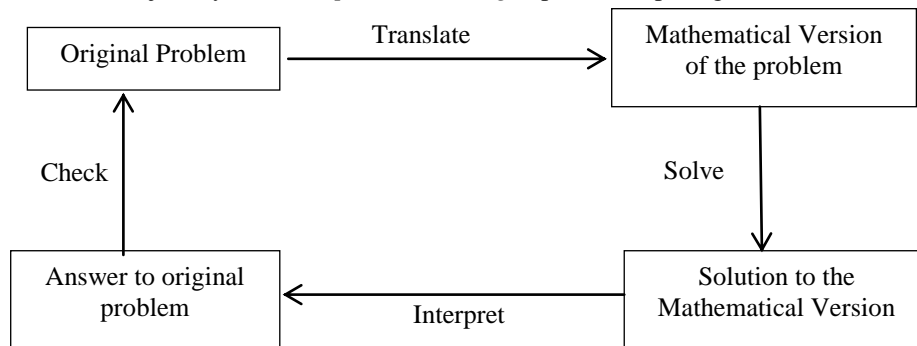 Original Problem
Translate
Mathematical Version
of the problem
Check
Solve
Answer to original
problem
Interpret
Solution to the
Mathematical Version